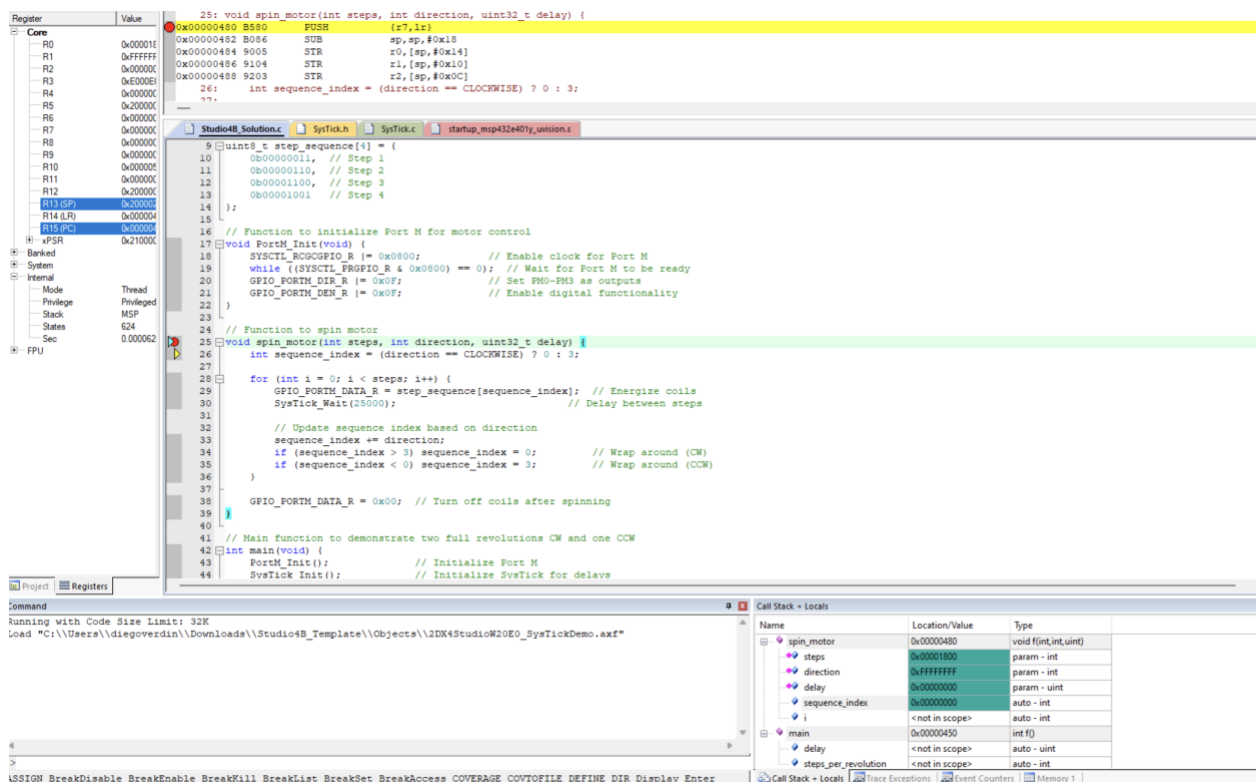 Register Value
Core
R0 0x000018
R1 0xFFFFFF
R2 0x000000
R3 0xE000E
R4 0x000000
R5 0x200000
R6 0x000000
R7 0x000000
R8 0x000000
R9 0x000000
R10 0x000005
R11 0x000000
R12 0x200000
R13 (SP) 0x200002
R14 (LR) 0x000004
R15 (PC) 0x000004
xPSR 0x210000
Banked
System
Internal
Mode Thread
Privilege Privileged
Stack MSP
States 624
Sec 0.000062
FPU
Project Registers
25: void spin_motor(int steps, int direction, uint32_t delay) {
0x00000480 B580 PUSH {r7,lr}
0x00000482 B086 SUB sp,sp,#0x18
0x00000484 9005 STR r0,[sp,#0x14]
0x00000486 9104 STR r1,[sp,#0x10]
0x00000488 9203 STR r2,[sp,#0x0C]
26: int sequence_index = (direction == CLOCKWISE) ? 0 : 3;
27:
Studio4B_Solution.c SysTick.h SysTick.c startup_msp432e401y_uvision.s
9 uint8_t step_sequence[4] = {
10 0b00000011, // Step 1
11 0b00000110, // Step 2
12 0b00001100, // Step 3
13 0b00001001 // Step 4
14 };
15
16 // Function to initialize Port M for motor control
17 void PortM_Init(void) {
18 SYSCTL_RCGCGPIO_R |= 0x0800; // Enable clock for Port M
19 while ((SYSCTL_PRGPIO_R & 0x0800) == 0); // Wait for Port M to be ready
20 GPIO_PORTM_DIR_R |= 0x0F; // Set PM0-PM3 as outputs
21 GPIO_PORTM_DEN_R |= 0x0F; // Enable digital functionality
22 }
23
24 // Function to spin motor
25 void spin_motor(int steps, int direction, uint32_t delay) {
26 int sequence_index = (direction == CLOCKWISE) ? 0 : 3;
27
28 for (int i = 0; i < steps; i++) {
29 GPIO_PORTM_DATA_R = step_sequence[sequence_index]; // Energize coils
30 SysTick_Wait(25000); // Delay between steps
31
32 // Update sequence index based on direction
33 sequence_index += direction;
34 if (sequence_index > 3) sequence_index = 0; // Wrap around (CW)
35 if (sequence_index < 0) sequence_index = 3; // Wrap around (CCW)
36 }
37
38 GPIO_PORTM_DATA_R = 0x00; // Turn off coils after spinning
39 }
40
41 // Main function to demonstrate two full revolutions CW and one CCW
42 int main(void) {
43 PortM_Init(); // Initialize Port M
44 SysTick_Init(); // Initialize SysTick for delays
Command
Running with Code Size Limit: 32K
Load "C:\\Users\\diegoverdin\\Downloads\\Studio4B_Template\\Objects\\2DX4StudioW20E0_SysTickDemo.axf"
>
ASSIGN BreakDisable BreakEnable BreakKill BreakList BreakSet BreakAccess COVERAGE COVTOFILE DEFINE DIR Display Enter
Call Stack + Locals
Name Location/Value Type
spin_motor 0x00000480 void f(int,int,uint)
steps 0x00001800 param - int
direction 0xFFFFFFFF param - int
delay 0x00000000 param - uint
sequence_index 0x00000000 auto - int
i <not in scope> auto - int
main 0x00000450 int f()
delay <not in scope> auto - uint
steps_per_revolution <not in scope> auto - int
Call Stack + Locals Trace Exceptions Event Counters Memory 1